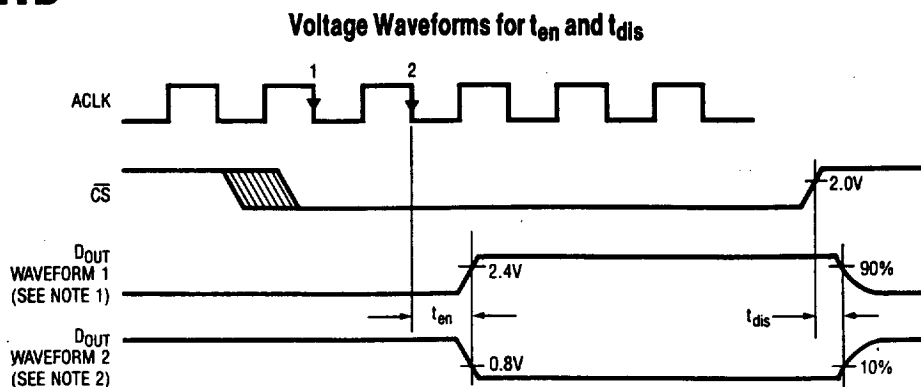 Voltage Waveforms for ten and tdis
1
2
ACLK
CS
2.0V
DOUT
WAVEFORM 1
(SEE NOTE 1)
2.4V
90%
ten
tdis
DOUT
WAVEFORM 2
(SEE NOTE 2)
0.8V
10%